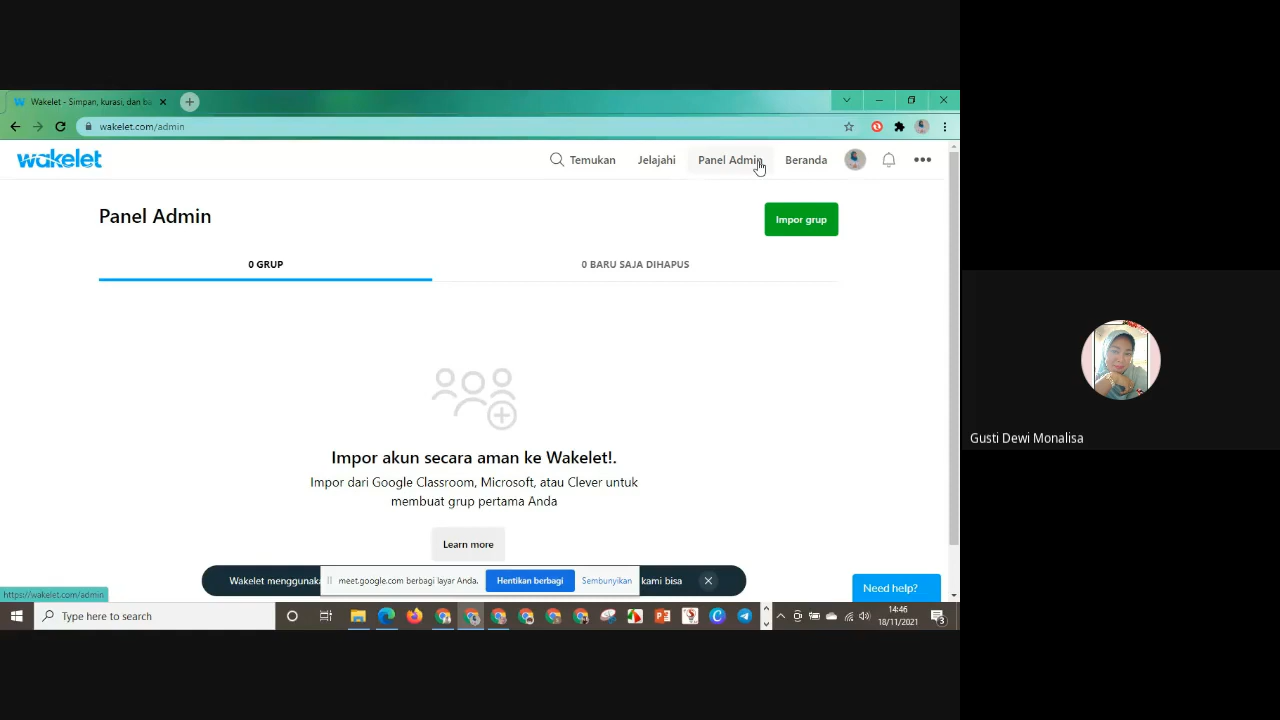 Wakelet - Simpan, kurasi, dan ba
wakelet.com/admin
wakelet
Temukan
Jelajahi
Panel Admin
Beranda
Panel Admin
Impor grup
0 GRUP
0 BARU SAJA DIHAPUS
Impor akun secara aman ke Wakelet!.
Impor dari Google Classroom, Microsoft, atau Clever untuk
membuat grup pertama Anda
Learn more
Wakelet menggunaka
meet.google.com berbagi layar Anda.
Hentikan berbagi
Sembunyikan
kami bisa
Need help?
https://wakelet.com/admin
Type here to search
14:46
18/11/2021
3
Gusti Dewi Monalisa